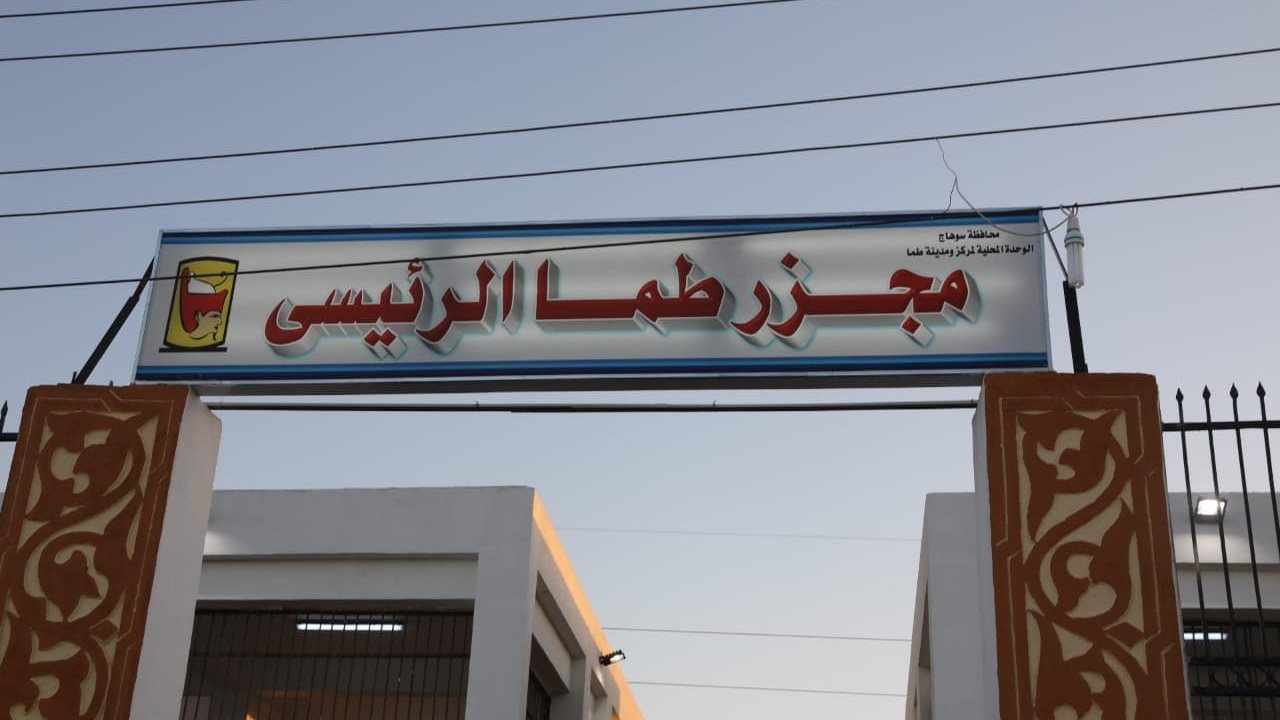 محافظة سوهاج
الوحدة المحلية لمركز ومدينة طما
مجزر طما الرئيسى